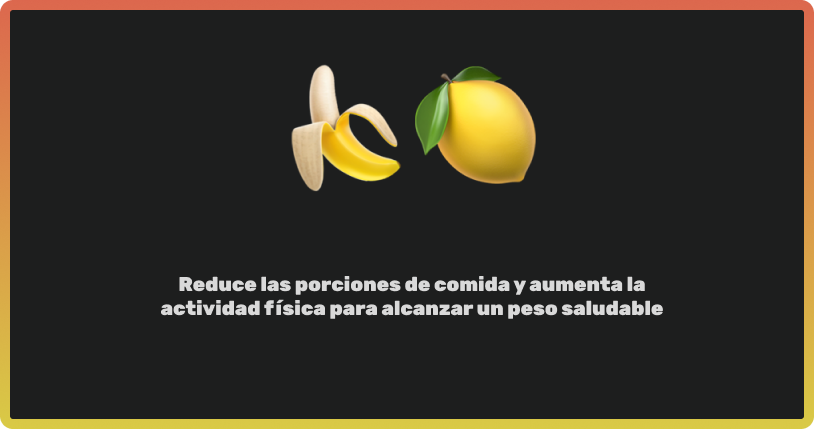 Reduce las porciones de comida y aumenta la
actividad física para alcanzar un peso saludable